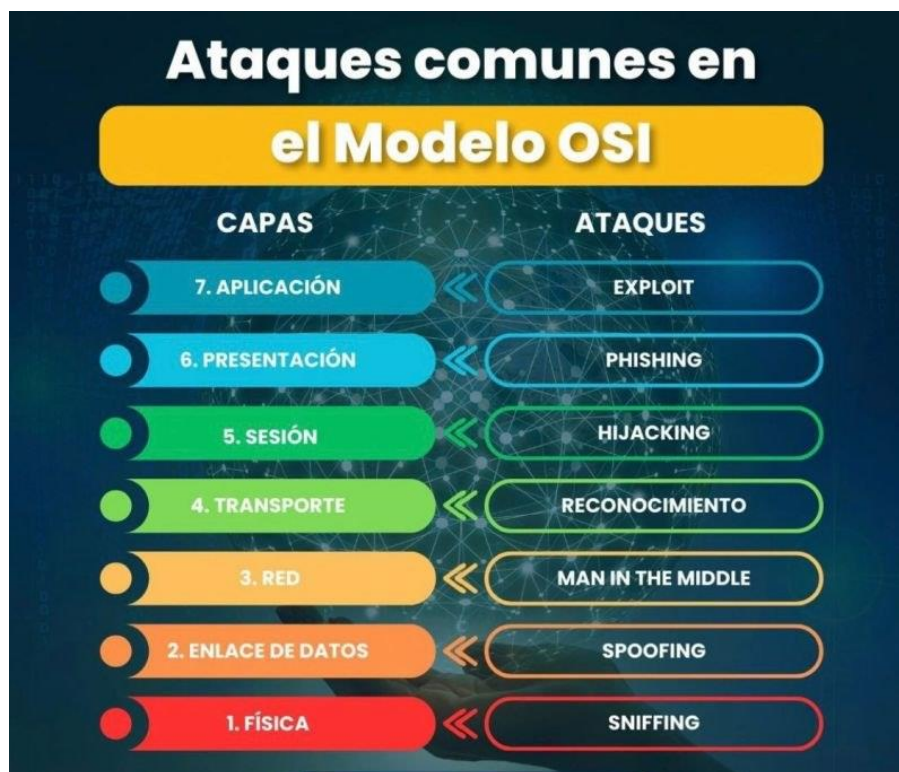 Ataques comunes en
el Modelo OSI
CAPAS ATAQUES
7. APLICACIÓN EXPLOIT
6. PRESENTACIÓN PHISHING
5. SESIÓN HIJACKING
4. TRANSPORTE RECONOCIMIENTO
3. RED MAN IN THE MIDDLE
2. ENLACE DE DATOS SPOOFING
1. FÍSICA SNIFFING